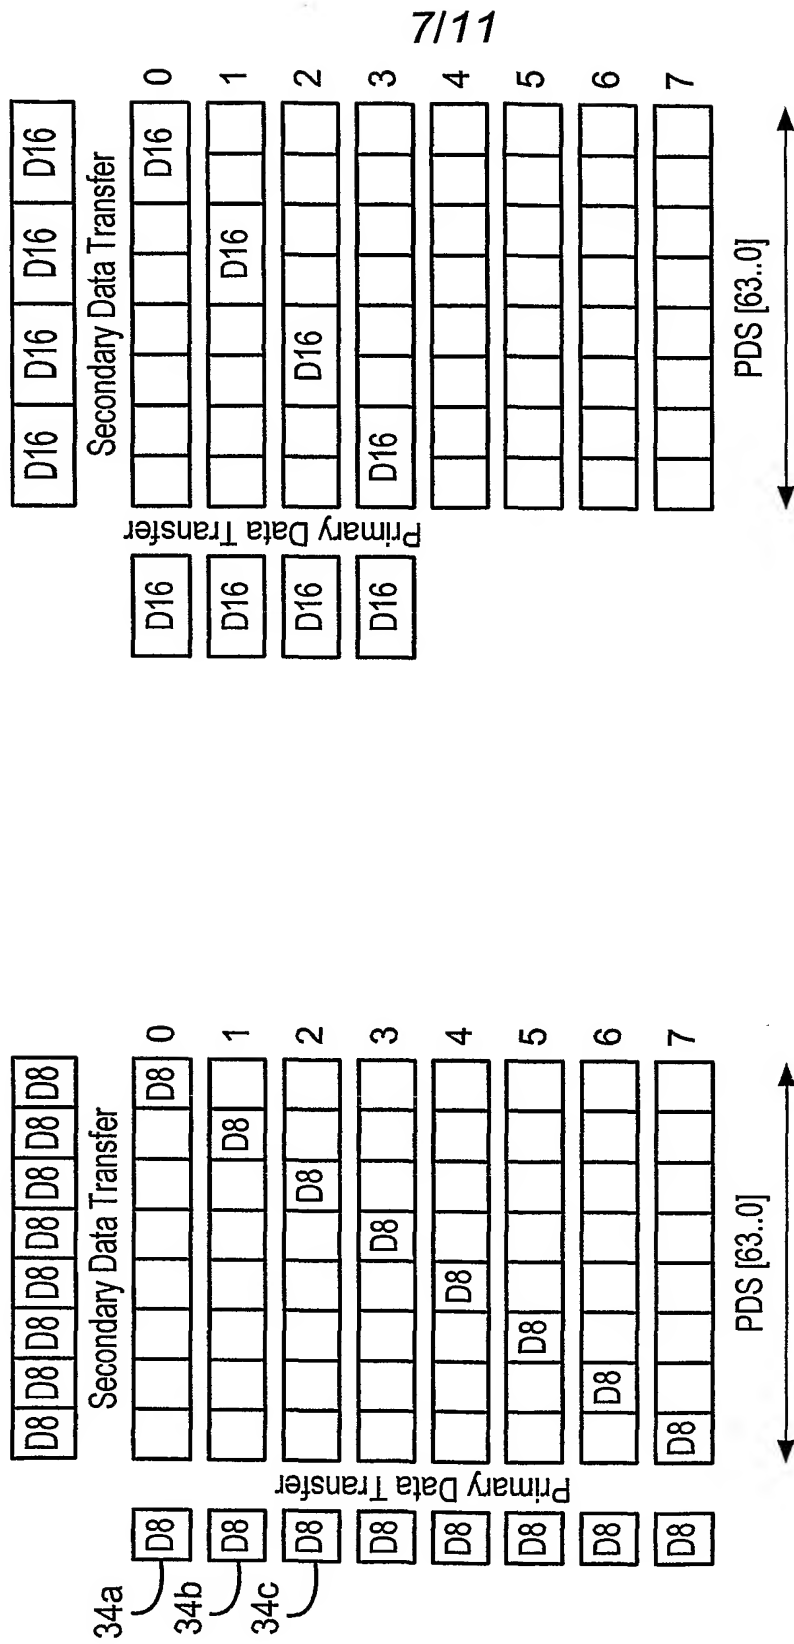 7/11
D8 D8 D8 D8 D8 D8 D8 D8
Secondary Data Transfer
34a
D8
D8
0
34b
D8
D8
1
34c
D8
D8
2
D8
D8
3
D8
D8
4
D8
D8
5
D8
D8
6
D8
D8
7
Primary Data Transfer
PDS [63..0]
D16 D16 D16 D16
Secondary Data Transfer
D16
D16
0
D16
D16
1
D16
D16
2
D16
D16
3
4
5
6
7
Primary Data Transfer
PDS [63..0]